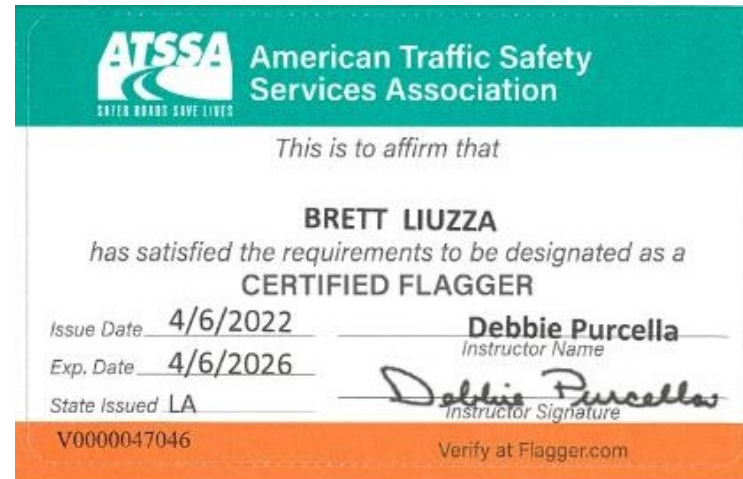 ATSSA
SAFER ROADS SAVE LIVES
American Traffic Safety
Services Association
This is to affirm that
BRETT LIUZZA
has satisfied the requirements to be designated as a
CERTIFIED FLAGGER
Issue Date 4/6/2022
Debbie Purcella
Instructor Name
Exp. Date 4/6/2026
Debbie Purcella
Instructor Signature
State Issued LA
V0000047046
Verify at Flagger.com